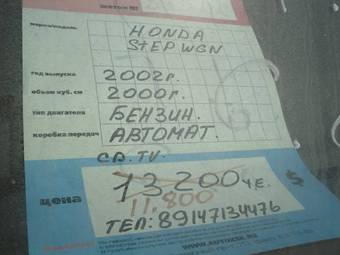 марка/модель HONDA
STEP WGN
год выпуска 2002г.
объем куб. см 2000г.
тип двигателя БЕНЗИН.
коробка передач АВТОМАТ.
CD. TV.
цена 13.200 у.е. $
11.800
ТЕЛ: 89147134476